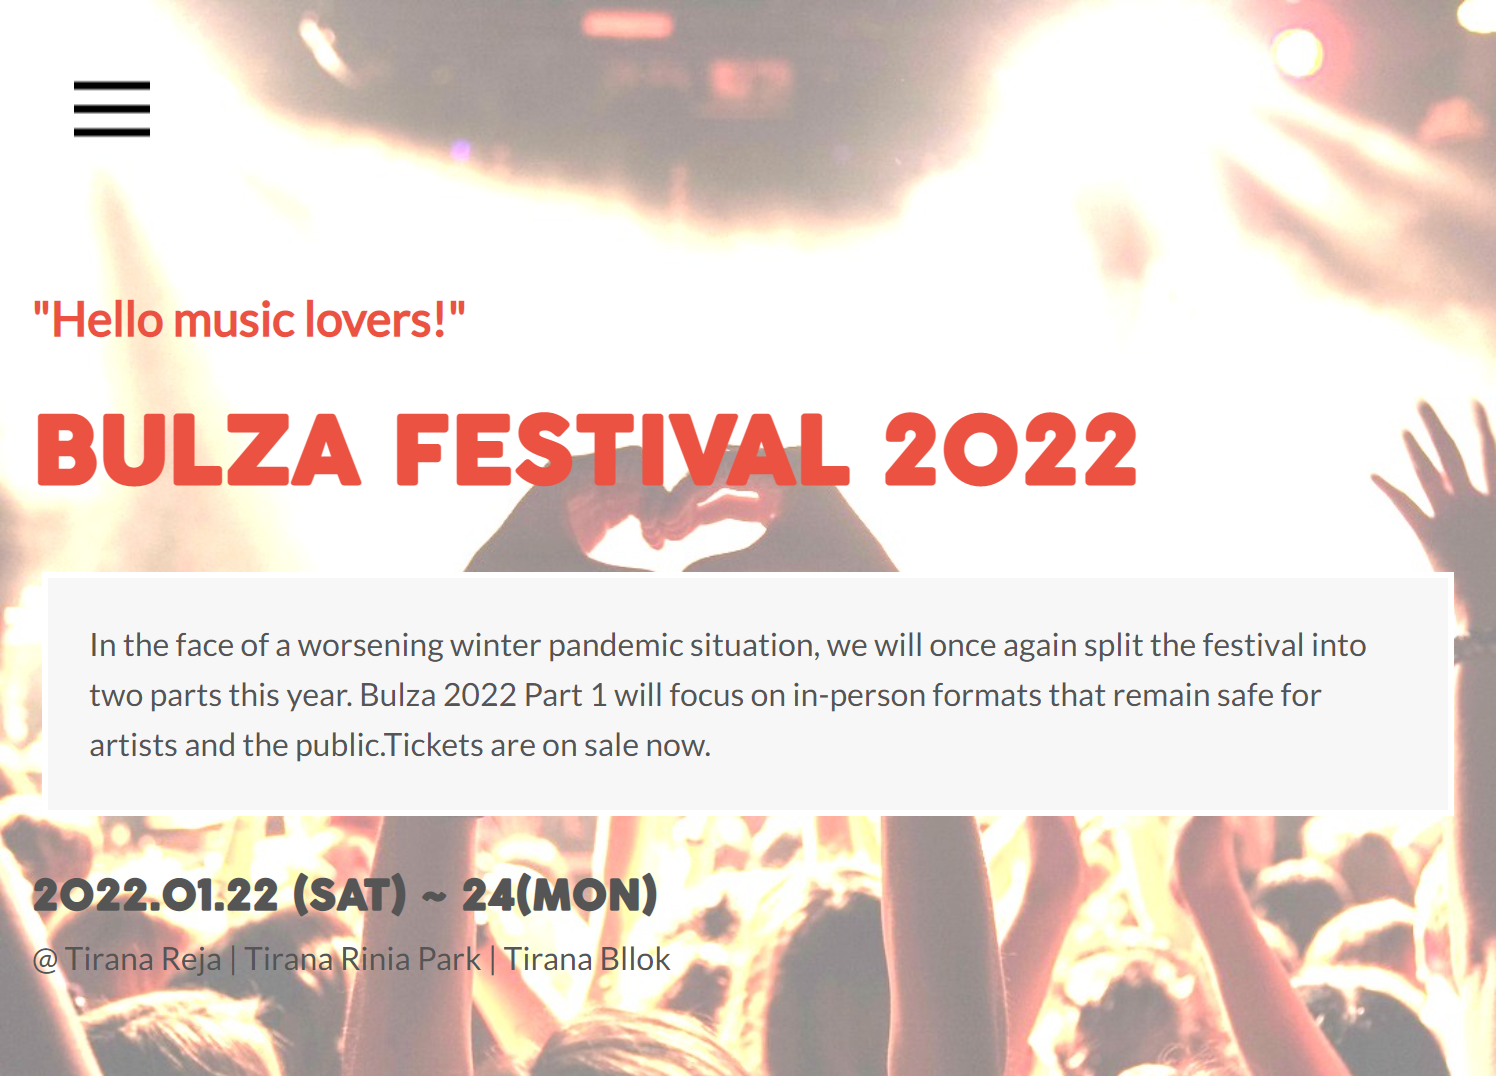 "Hello music lovers!"
BULZA FESTIVAL 2022
In the face of a worsening winter pandemic situation, we will once again split the festival into
two parts this year. Bulza 2022 Part 1 will focus on in-person formats that remain safe for
artists and the public.Tickets are on sale now.
2022.01.22 (SAT) ~ 24(MON)
@ Tirana Reja | Tirana Rinia Park | Tirana Bllok